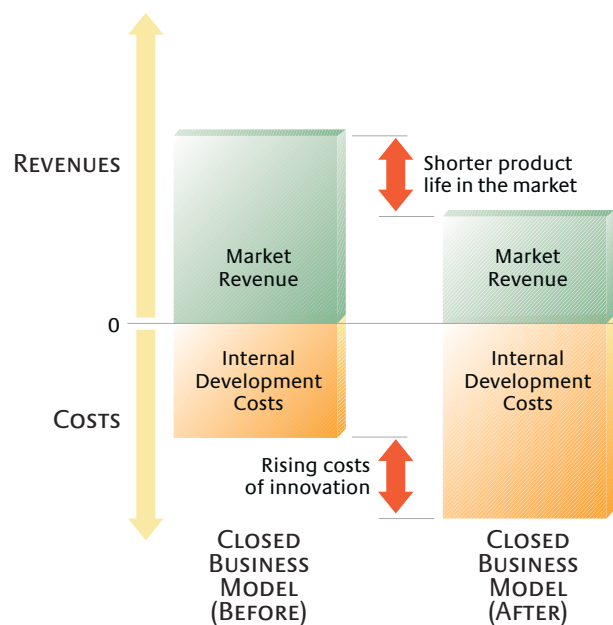 REVENUES
Shorter product
life in the market
Market
Revenue
Market
Revenue
0
Internal
Development
Costs
Internal
Development
Costs
COSTS
Rising costs
of innovation
CLOSED
BUSINESS
MODEL
(BEFORE)
CLOSED
BUSINESS
MODEL
(AFTER)